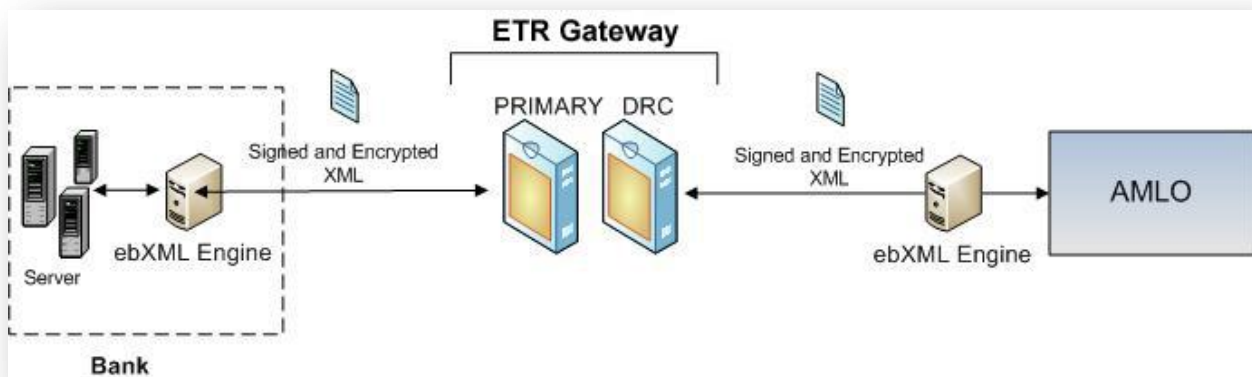 ETR Gateway
PRIMARY DRC
Signed and Encrypted
XML
Signed and Encrypted
XML
AMLO
ebXML Engine
ebXML Engine
Server
Bank